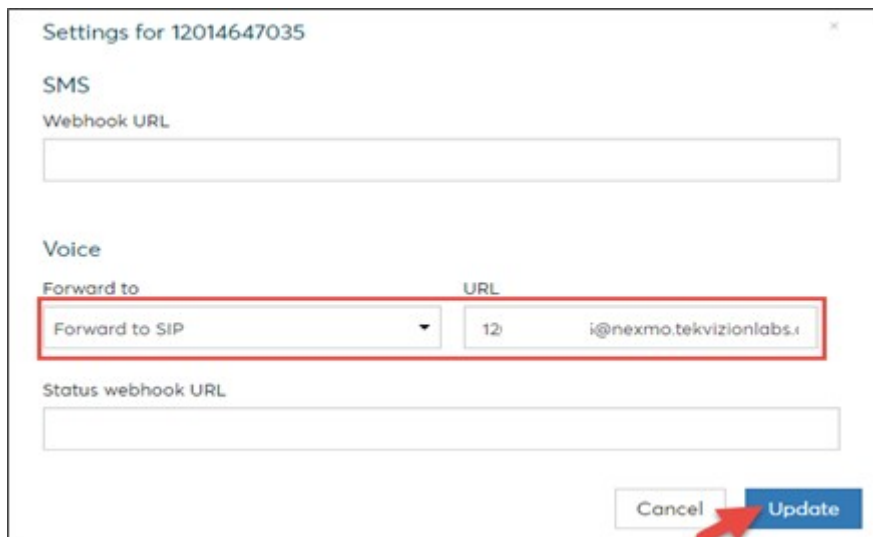 Settings for 12014647035
×
SMS
Webhook URL
Voice
Forward to URL
Forward to SIP 12 @nexmo.tekvizionlabs.
Status webhook URL
Cancel Update